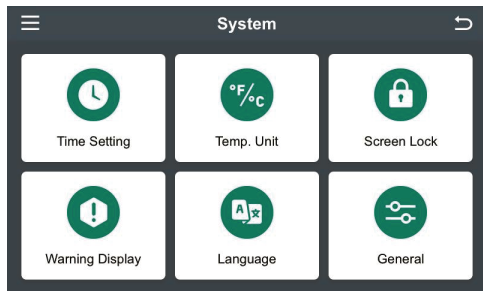 System
°F/°C
Time Setting
Temp. Unit
Screen Lock
A
Warning Display
Language
General